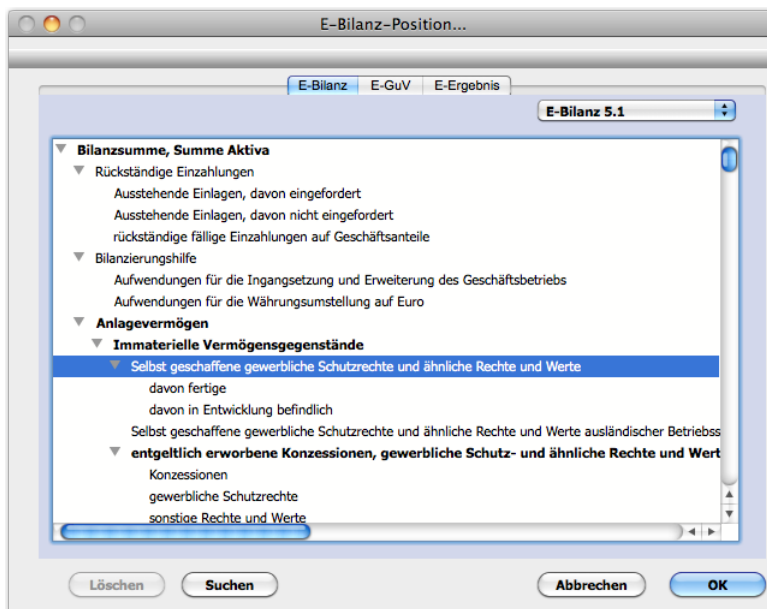 E-Bilanz-Position...
E-Bilanz E-GuV E-Ergebnis
E-Bilanz 5.1
Bilanzsumme, Summe Aktiva
Rückständige Einzahlungen
Ausstehende Einlagen, davon eingefordert
Ausstehende Einlagen, davon nicht eingefordert
rückständige fällige Einzahlungen auf Geschäftsanteile
Bilanzierungshilfe
Aufwendungen für die Ingangsetzung und Erweiterung des Geschäftsbetriebs
Aufwendungen für die Währungsumstellung auf Euro
Anlagevermögen
Immaterielle Vermögensgegenstände
Selbst geschaffene gewerbliche Schutzrechte und ähnliche Rechte und Werte
davon fertige
davon in Entwicklung befindlich
Selbst geschaffene gewerbliche Schutzrechte und ähnliche Rechte und Werte ausländischer Betriebss
entgeltlich erworbene Konzessionen, gewerbliche Schutz- und ähnliche Rechte und Wert
Konzessionen
gewerbliche Schutzrechte
sonstige Rechte und Werte
Löschen Suchen Abbrechen OK